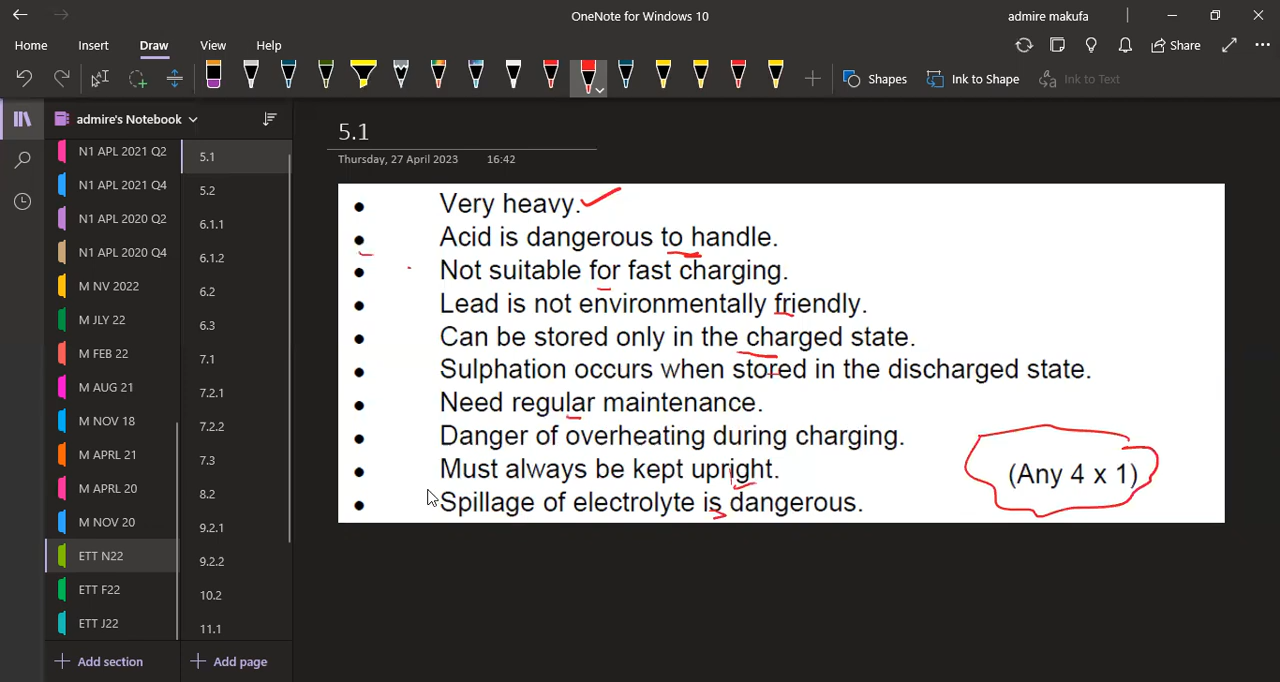 OneNote for Windows 10
admire makufa
Home Insert Draw View Help
Share
Shapes
Ink to Shape
Ink to Text
admire's Notebook
N1 APL 2021 Q2
N1 APL 2021 Q4
N1 APL 2020 Q2
N1 APL 2020 Q4
M NV 2022
M JLY 22
M FEB 22
M AUG 21
M NOV 18
M APRL 21
M APRL 20
M NOV 20
ETT N22
ETT F22
ETT J22
Add section
5.1
5.2
6.1.1
6.1.2
6.2
6.3
7.1
7.2.1
7.2.2
7.3
8.2
9.2.1
9.2.2
10.2
11.1
Add page
5.1
Thursday, 27 April 2023 16:42
• Very heavy.
• Acid is dangerous to handle.
• Not suitable for fast charging.
• Lead is not environmentally friendly.
• Can be stored only in the charged state.
• Sulphation occurs when stored in the discharged state.
• Need regular maintenance.
• Danger of overheating during charging.
• Must always be kept upright.
• Spillage of electrolyte is dangerous.
(Any 4 x 1)